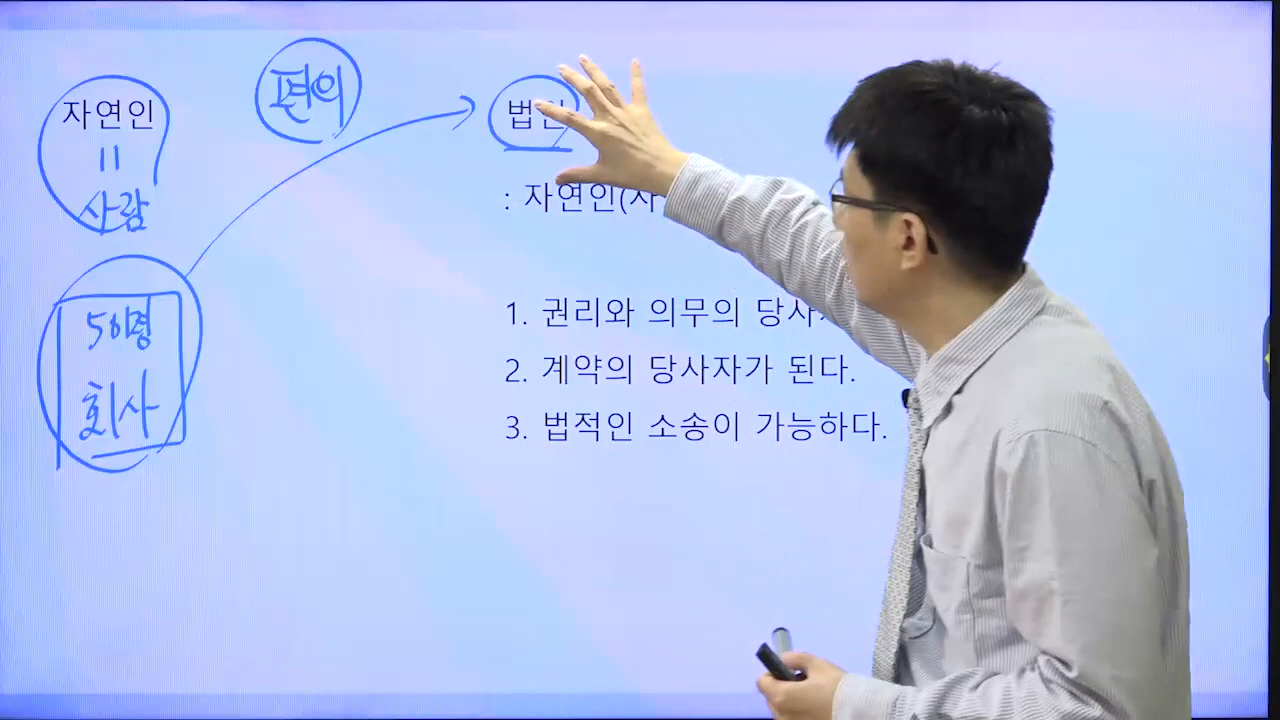 자연인
=
사람
편의
50명
회사
법인
: 자연인(사
1. 권리와 의무의 당사
2. 계약의 당사자가 된다.
3. 법적인 소송이 가능하다.